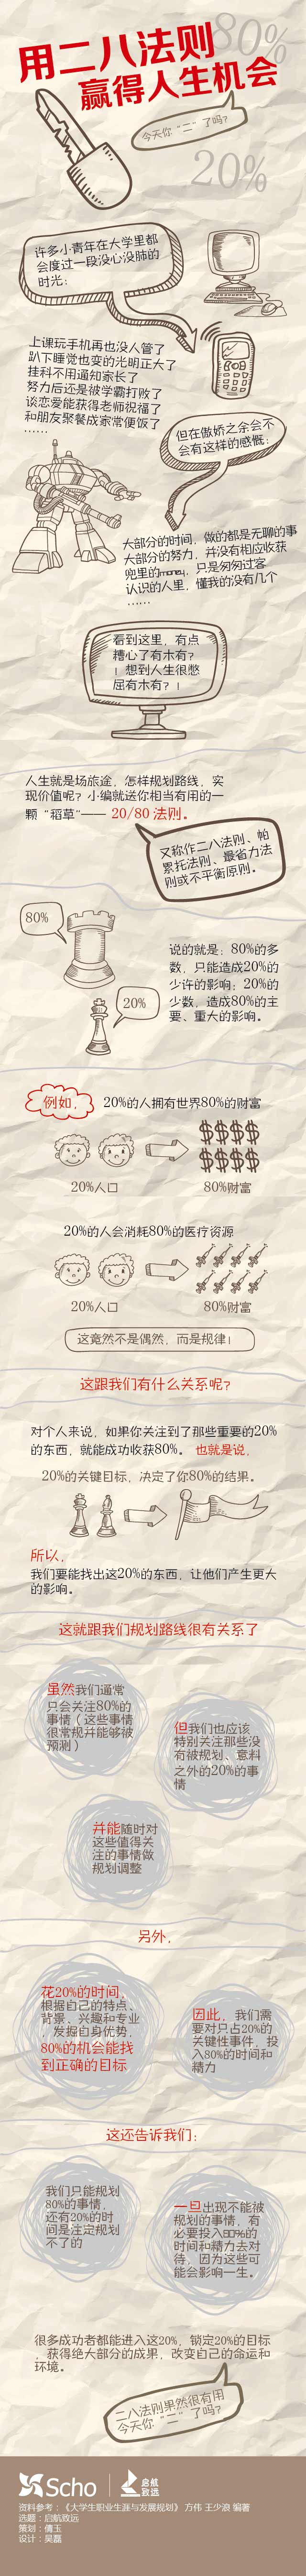 80%
用二八法则
赢得人生机会
今天你“二”了吗？
20%
许多小青年在大学里都
会度过一段没心没肺的
时光：
上课玩手机再也没人管了
趴下睡觉也变的光明正大了
挂科不用通知家长了
努力后还是被学霸打败了
谈恋爱能获得老师祝福了
和朋友聚餐成家常便饭了
……
但在傲娇之余会不
会有这样的感慨：
大部分的时间，做的都是无聊的事
大部分的努力，并没有相应收获
兜里的money，只是匆匆过客
认识的人里，懂我的没有几个
……
看到这里，有点
糟心了有木有？
！想到人生很憋
屈有木有？！
人生就是场旅途，怎样规划路线，实
现价值呢？小编就送你相当有用的一
颗“稻草”—— 20/80 法则。
又称作二八法则、帕
累托法则、最省力法
则或不平衡原则。
80%
20%
说的就是：80%的多
数，只能造成20%的
少许的影响；20%的
少数，造成80%的主
要、重大的影响。
例如，
20%的人拥有世界80%的财富
$$$$
$$$$
20%人口
80%财富
20%的人会消耗80%的医疗资源
20%人口
80%财富
这竟然不是偶然，而是规律！
这跟我们有什么关系呢？
对个人来说，如果你关注到了那些重要的20%
的东西，就能成功收获80%。 也就是说，
20%的关键目标，决定了你80%的结果。
所以，
我们要能找出这20%的东西，让他们产生更大
的影响。
这就跟我们规划路线很有关系了
虽然我们通常
只会关注80%的
事情（这些事情
很常规并能够被
预测）
但我们也应该
特别关注那些没
有被规划、意料
之外的20%的事
情
并能随时对
这些值得关
注的事情做
规划调整
另外，
花20%的时间，
根据自己的特点、
背景、兴趣和专业
，发掘自身优势，
80%的机会能找
到正确的目标
因此，我们需
要对只占20%的
关键性事件，投
入80%的时间和
精力
这还告诉我们：
我们只能规划
80%的事情，
还有20%的时
间是注定规划
不了的
一旦出现不能被
规划的事情，有
必要投入80%的
时间和精力去对
待，因为这些可
能会影响一生。
很多成功者都能进入这20%，锁定20%的目标
，获得绝大部分的成果，改变自己的命运和
环境。
二八法则果然很有用
今天你“二”了吗？
Scho
启航
致远
资料参考：《大学生职业生涯与发展规划》 方伟 王少浪 编著
选题：启航致远
策划：倩玉
设计：吴磊